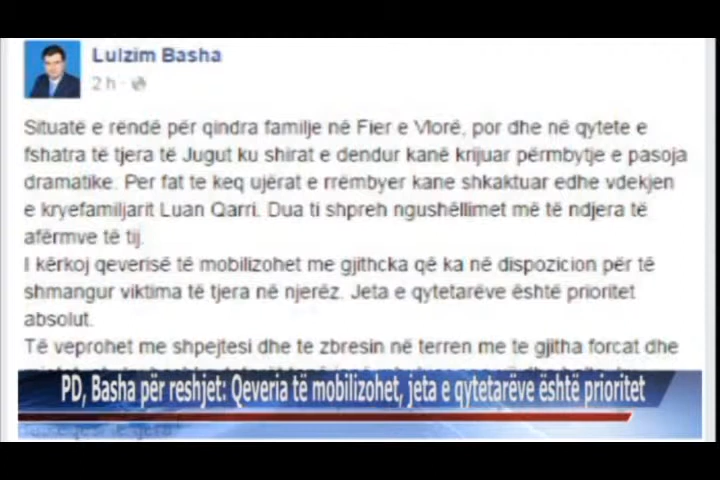 Lulzim Basha
2 h
Situatë e rëndë për qindra familje në Fier e Vlorë, por dhe në qytete e
fshatra të tjera të Jugut ku shirat e dendur kanë krijuar përmbytje e pasoja
dramatike. Per fat te keq ujërat e rrëmbyer kane shkaktuar edhe vdekjen
e kryefamiljarit Luan Qarri. Dua ti shpreh ngushëllimet më të ndjera të
afërmve të tij.
I kërkoj qeverisë të mobilizohet me gjithcka që ka në dispozicion për të
shmangur viktima të tjera në njerëz. Jeta e qytetarëve është prioritet
absolut.
Të veprohet me shpejtesi dhe te zbresin në terren me te gjitha forcat dhe
PD, Basha për reshjet: Qeveria të mobilizohet, jeta e qytetarëve është prioritet